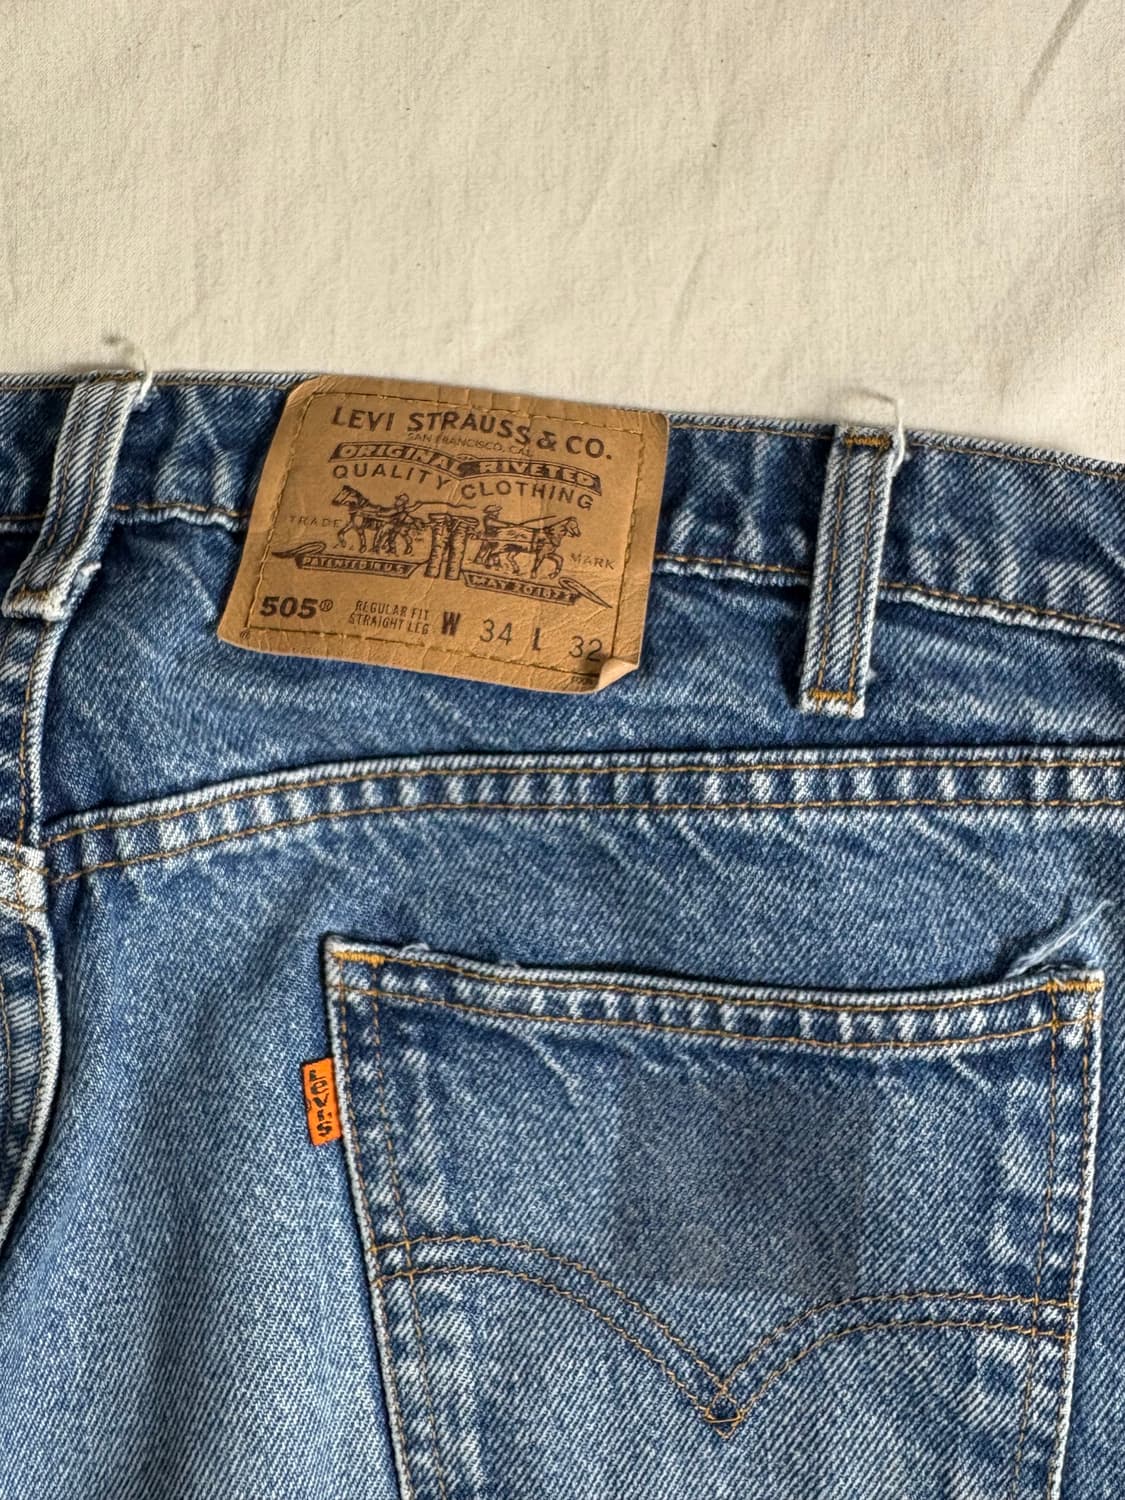 LEVI STRAUSS & CO.
SAN FRANCISCO, CAL
ORIGINAL RIVETED
QUALITY CLOTHING
TRADE MARK
PATENTED IN U.S. MAY 20 1873
505® REGULAR FIT
STRAIGHT LEG W 34 L 32
LEVI'S